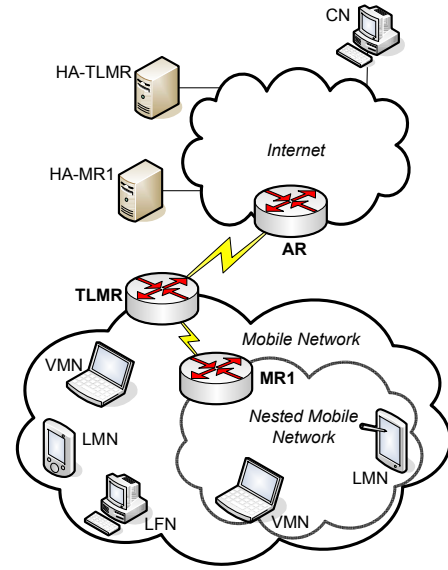 CN
HA-TLMR
Internet
HA-MR1
AR
TLMR
Mobile Network
VMN
MR1
Nested Mobile
Network
LMN
LMN
LFN
VMN